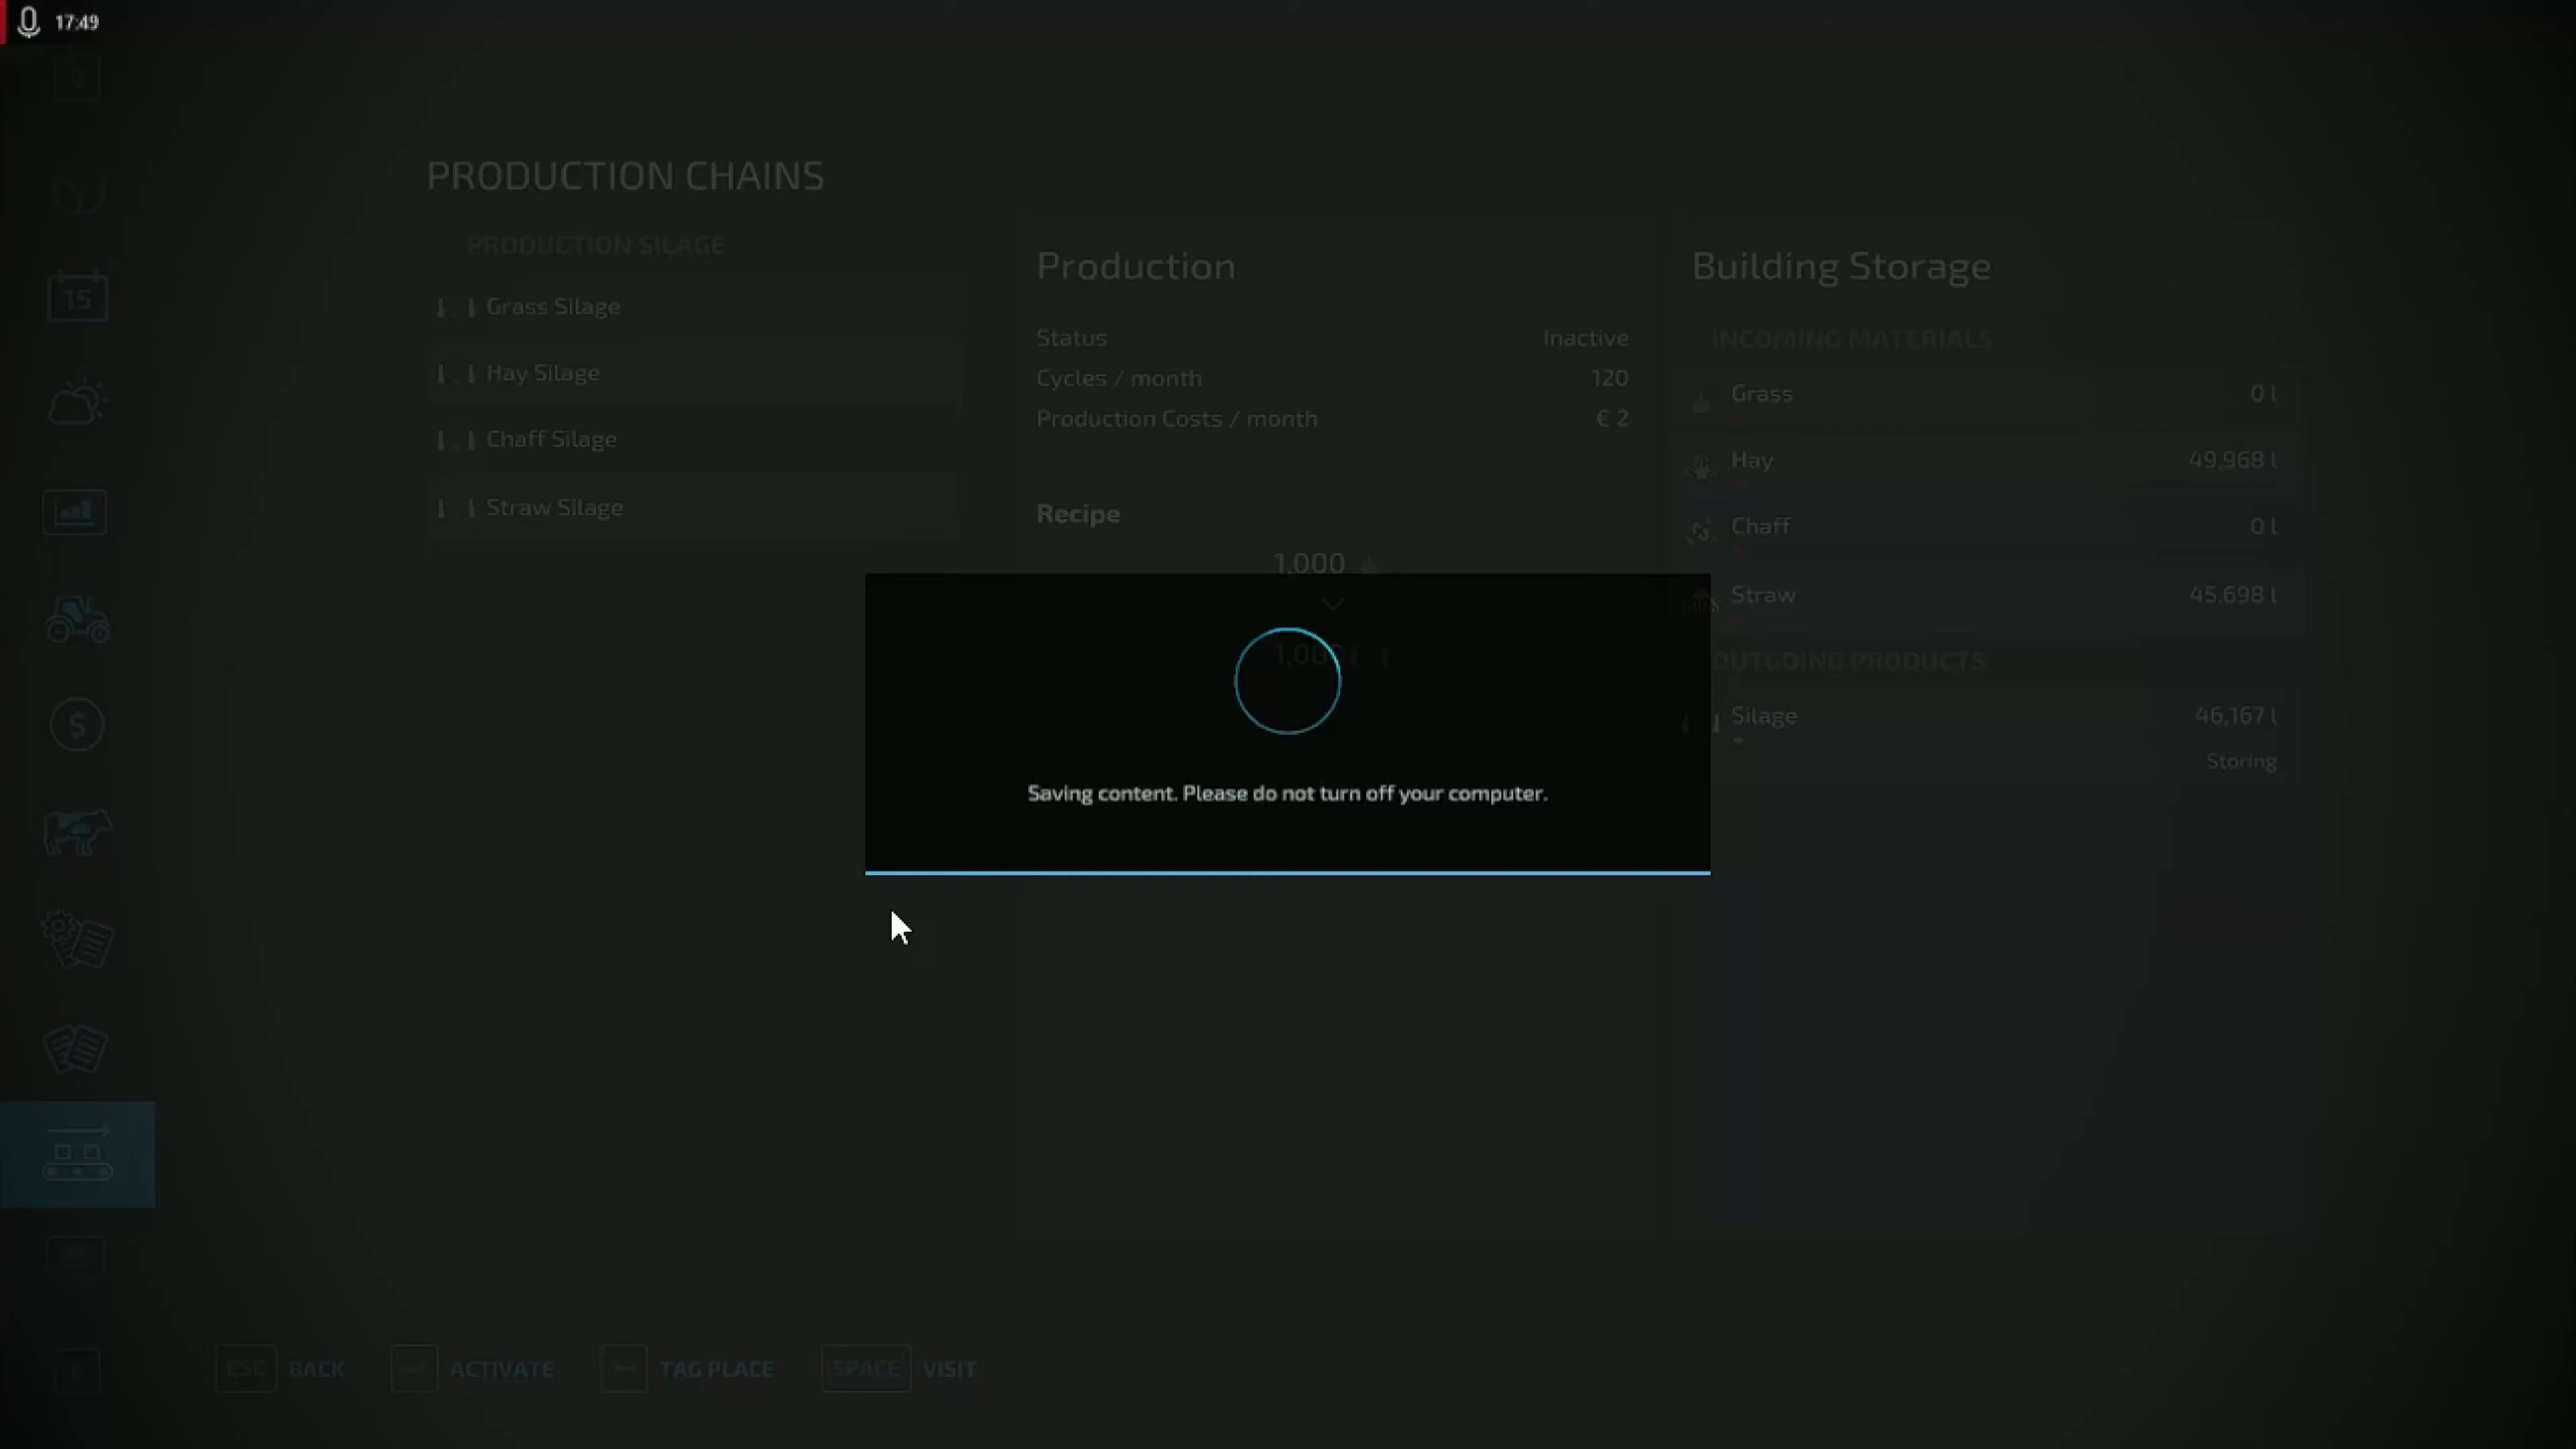 17:49
PRODUCTION CHAINS
PRODUCTION SILAGE
Grass Silage
Hay Silage
Chaff Silage
Straw Silage
Production
Status Inactive
Cycles / month 120
Production Costs / month € 2
Recipe
1,000
1,000
Building Storage
INCOMING MATERIALS
Grass 0 l
Hay 49,968 l
Chaff 0 l
Straw 45,698 l
OUTGOING PRODUCTS
Silage 46,167 l
Storing
15
$
Saving content. Please do not turn off your computer.
ESC BACK ACTIVATE TAG PLACE SPACE VISIT